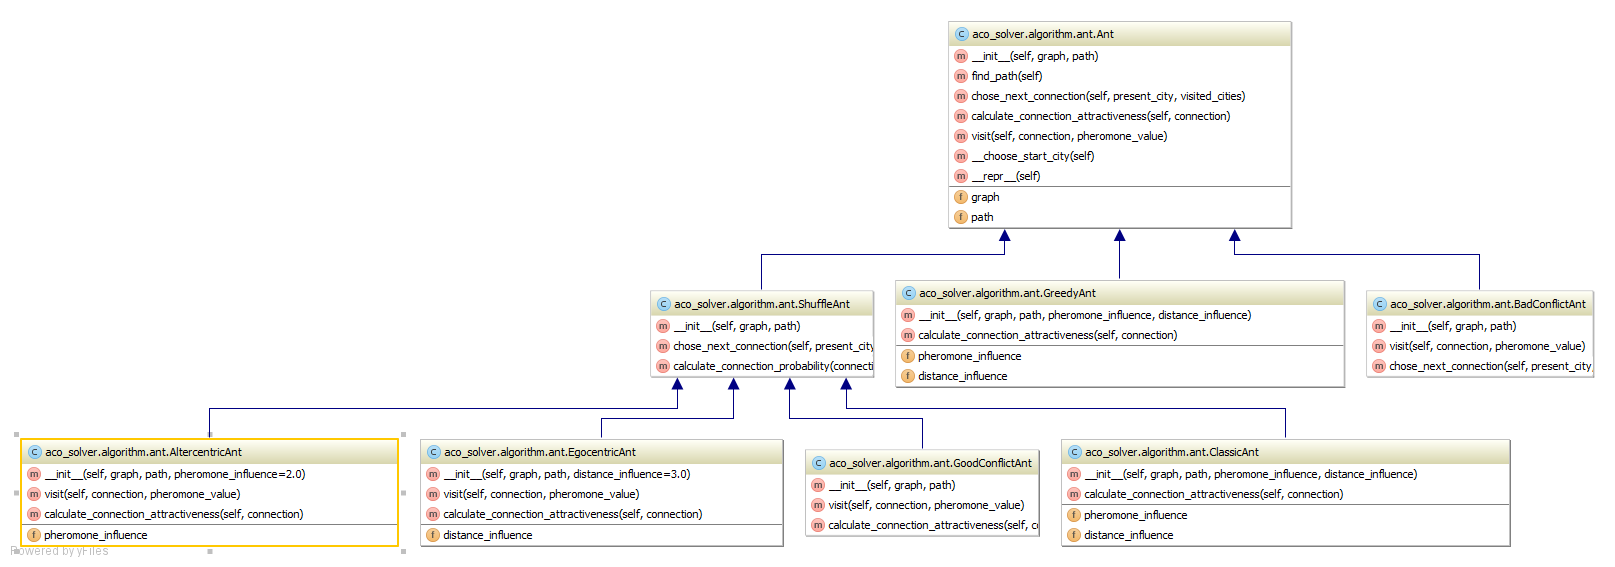 aco_solver.algorithm.ant.Ant
__init__(self, graph, path)
find_path(self)
chose_next_connection(self, present_city, visited_cities)
calculate_connection_attractiveness(self, connection)
visit(self, connection, pheromone_value)
__choose_start_city(self)
__repr__(self)
graph
path
aco_solver.algorithm.ant.ShuffleAnt
__init__(self, graph, path)
chose_next_connection(self, present_city
calculate_connection_probability(connecti
aco_solver.algorithm.ant.GreedyAnt
__init__(self, graph, path, pheromone_influence, distance_influence)
calculate_connection_attractiveness(self, connection)
pheromone_influence
distance_influence
aco_solver.algorithm.ant.BadConflictAnt
__init__(self, graph, path)
visit(self, connection, pheromone_value)
chose_next_connection(self, present_city,
aco_solver.algorithm.ant.AltercentricAnt
__init__(self, graph, path, pheromone_influence=2.0)
visit(self, connection, pheromone_value)
calculate_connection_attractiveness(self, connection)
pheromone_influence
aco_solver.algorithm.ant.EgocentricAnt
__init__(self, graph, path, distance_influence=3.0)
visit(self, connection, pheromone_value)
calculate_connection_attractiveness(self, connection)
distance_influence
aco_solver.algorithm.ant.GoodConflictAnt
__init__(self, graph, path)
visit(self, connection, pheromone_value)
calculate_connection_attractiveness(self, c
aco_solver.algorithm.ant.ClassicAnt
__init__(self, graph, path, pheromone_influence, distance_influence)
calculate_connection_attractiveness(self, connection)
pheromone_influence
distance_influence
Powered by yFiles